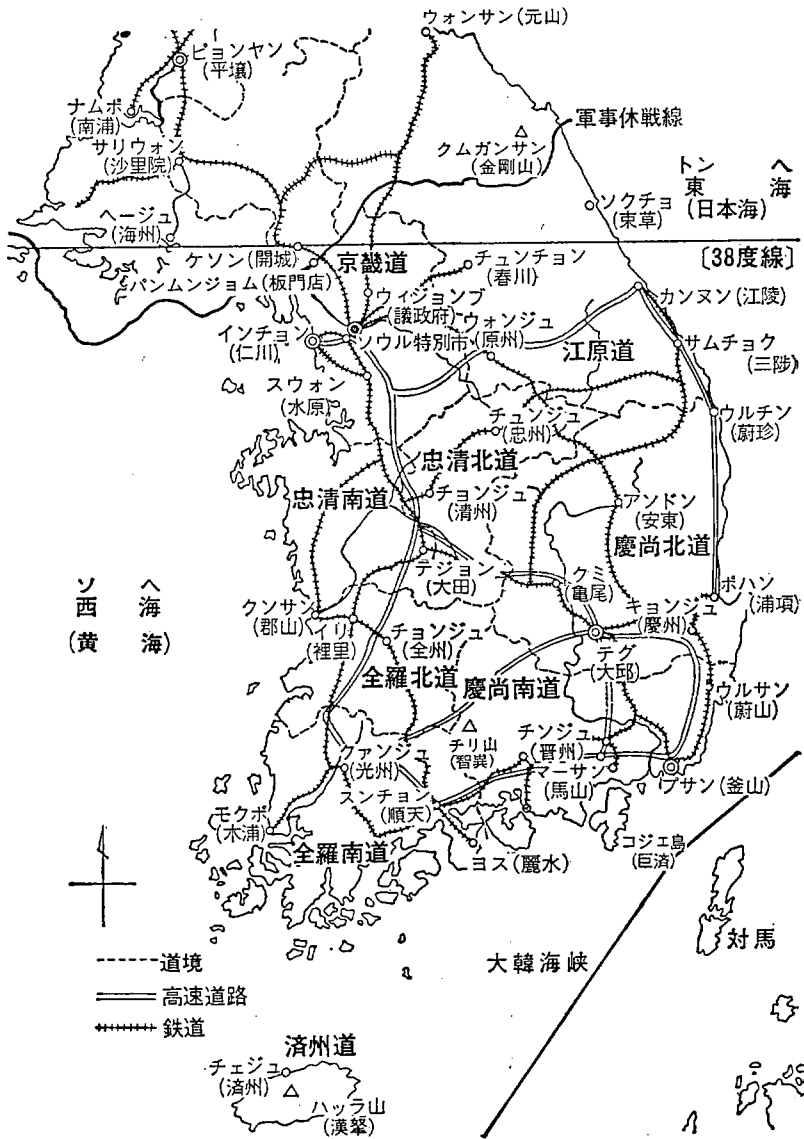 ウォンサン(元山)
ピョンヤン
(平壌)
ナムポ
(南浦)
サリウォン
(沙里院)
軍事休戦線
クムガンサン
(金剛山)
トンヘ
東海
(日本海)
ソクチョ
(束草)
ヘージュ
(海州)
ケソン(開城)
京畿道
チュンチョン
(春川)
〔38度線〕
パンムンジョム(板門店)
ウィジョンブ
(議政府)
カンヌン(江陵)
インチョン
(仁川)
ソウル特別市
ウォンジュ
(原州)
江原道
サムチョク
(三陟)
スウォン
(水原)
チュンジュ
(忠州)
ウルチン
(蔚珍)
忠清北道
忠清南道
チョンジュ
(清州)
アンドン
(安東)
慶尚北道
ソヘ
西海
(黄海)
テジョン
(大田)
クミ
(亀尾)
ポハン
(浦項)
クンサン
(郡山)
イリ
(裡里)
チョンジュ
(全州)
キョンジュ
(慶州)
テグ
(大邱)
全羅北道
慶尚南道
ウルサン
(蔚山)
クァンジュ
(光州)
チリ山
(智異)
チンジュ
(晋州)
マーサン
(馬山)
プサン(釜山)
スンチョン
(順天)
モクポ
(木浦)
全羅南道
ヨス(麗水)
コジェ島
(巨済)
対馬
大韓海峡
道境
高速道路
鉄道
済州道
チェジュ
(済州)
ハッラ山
(漢拏)